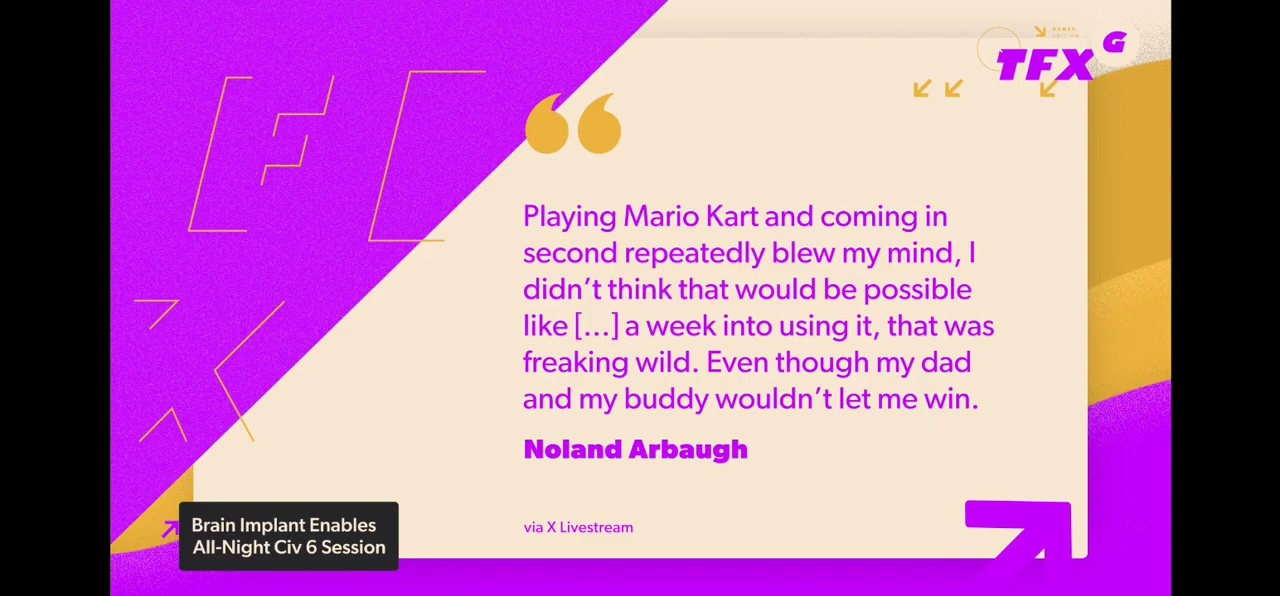 TFX G
“
Playing Mario Kart and coming in
second repeatedly blew my mind, I
didn’t think that would be possible
like [...] a week into using it, that was
freaking wild. Even though my dad
and my buddy wouldn’t let me win.
Noland Arbaugh
via X Livestream
Brain Implant Enables
All-Night Civ 6 Session